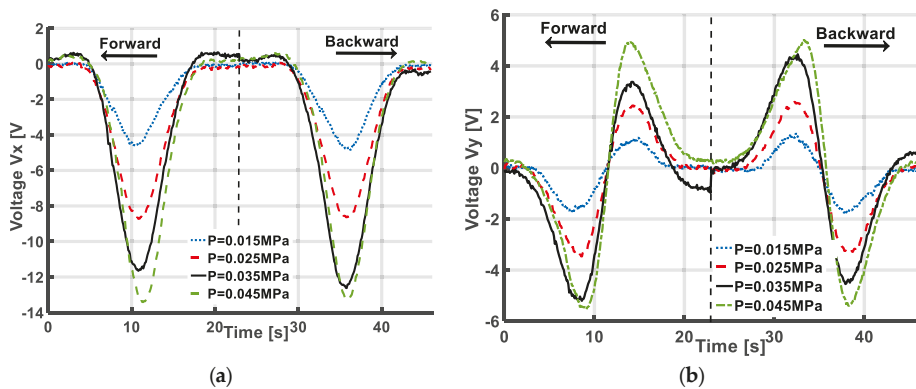 2
0
-2
-4
-6
-8
-10
-12
-14
0
10
20
30
40
Voltage Vx [V]
Time [s]
Forward
Backward
P=0.015MPa
P=0.025MPa
P=0.035MPa
P=0.045MPa
(a)
6
4
2
0
-2
-4
-6
0
10
20
30
40
Voltage Vy [V]
Time [s]
Forward
Backward
P=0.015MPa
P=0.025MPa
P=0.035MPa
P=0.045MPa
(b)